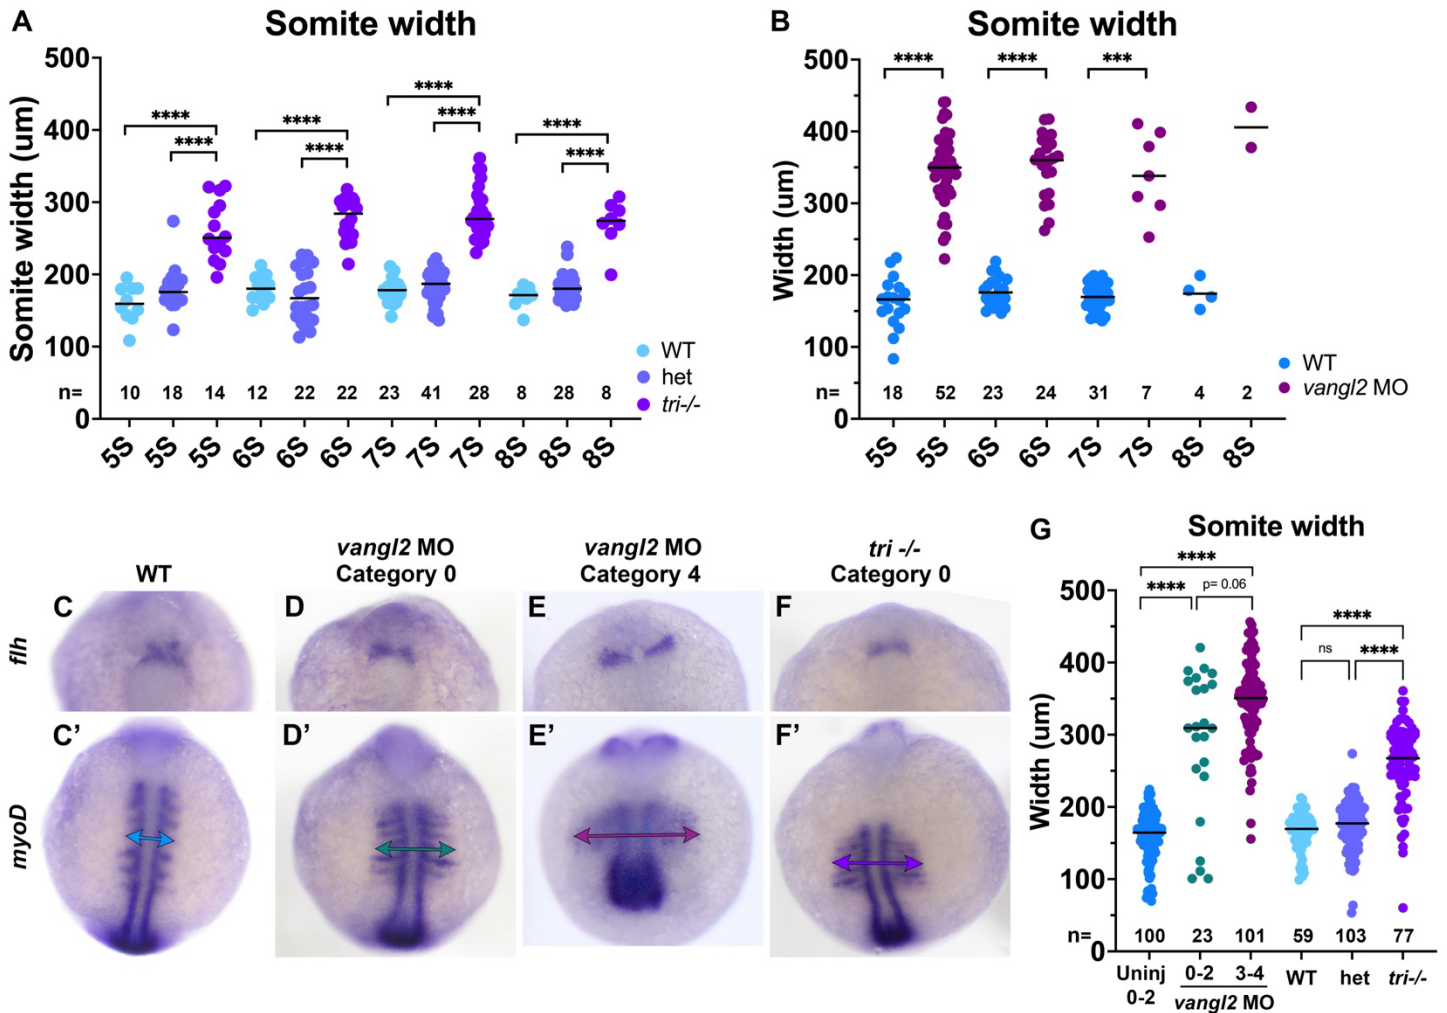 A
Somite width
Somite width (um)
500
400
300
200
100
0
**** **** **** **** **** **** **** ****
WT
het
tri-/-
n= 10 18 14 12 22 22 23 41 28 8 28 8
5S 5S 5S 6S 6S 6S 7S 7S 7S 8S 8S 8S
B
Somite width
Width (um)
500
400
300
200
100
0
**** **** ***
WT
vangl2 MO
n= 18 52 23 24 31 7 4 2
5S 5S 6S 6S 7S 7S 8S 8S
WT
vangl2 MO
Category 0
vangl2 MO
Category 4
tri -/-
Category 0
flh
C D E F
myoD
C' D' E' F'
G
Somite width
Width (um)
500
400
300
200
100
0
****
**** p= 0.06
****
ns ****
n= 100 23 101 59 103 77
Uninj
0-2
0-2 3-4
vangl2 MO
WT het tri-/-